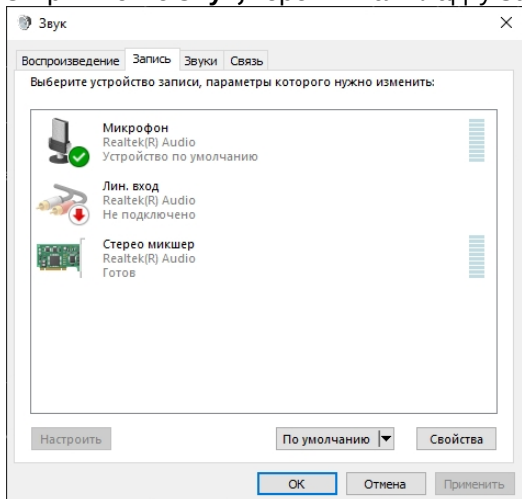 Звук
Воспроизведение Запись Звуки Связь
Выберите устройство записи, параметры которого нужно изменить:
Микрофон
Realtek(R) Audio
Устройство по умолчанию
Лин. вход
Realtek(R) Audio
Не подключено
Стерео микшер
Realtek(R) Audio
Готов
Настроить По умолчанию Свойства
ОК Отмена Применить